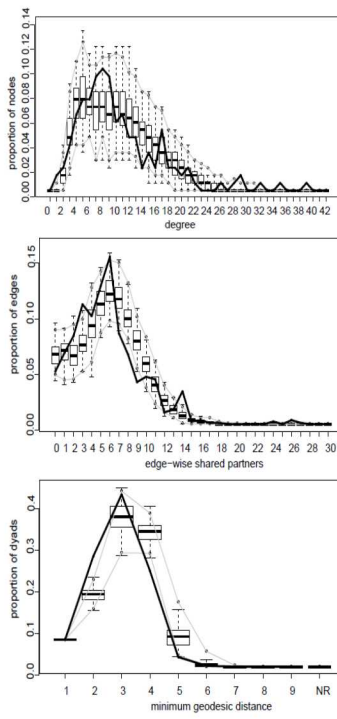 proportion of nodes
0.00 0.02 0.04 0.06 0.08 0.10 0.12 0.14
0 2 4 6 8 10 12 14 16 18 20 22 24 26 28 30 32 34 36 38 40 42
degree
proportion of edges
0.00 0.05 0.10 0.15
0 1 2 3 4 5 6 7 8 9 10 12 14 16 18 20 22 24 26 28 30
edge-wise shared partners
proportion of dyads
0.0 0.1 0.2 0.3 0.4
1 2 3 4 5 6 7 8 9 NR
minimum geodesic distance